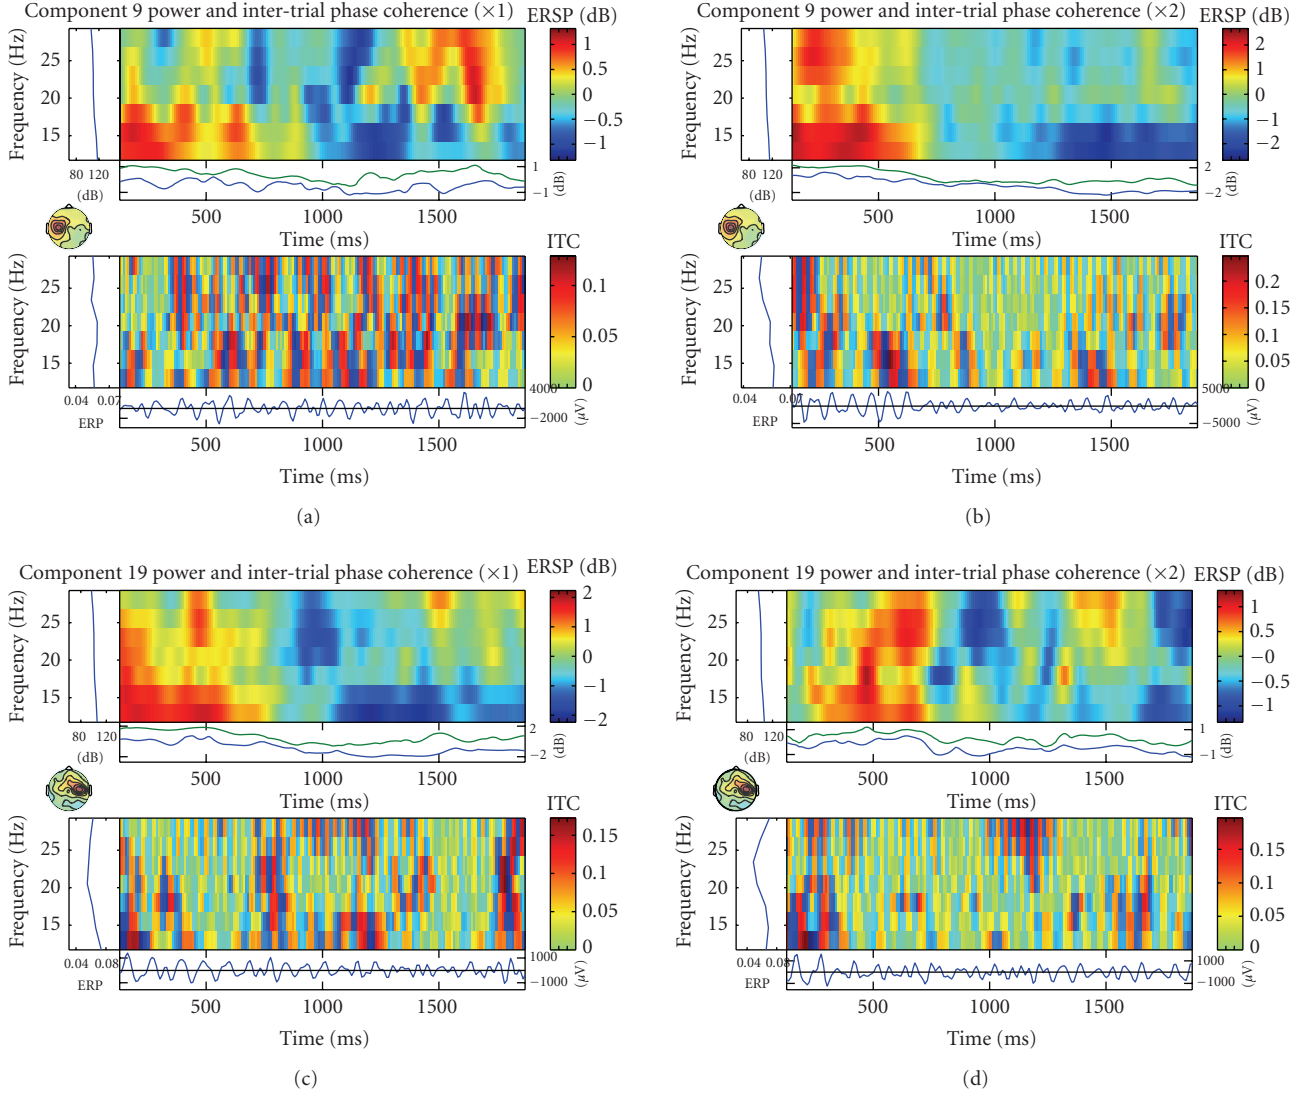 Component 9 power and inter-trial phase coherence (×1)
ERSP (dB)
Frequency (Hz)
25
20
15
1
0.5
0
−0.5
−1
80 120
(dB)
1
−1
(dB)
500 1000 1500
Time (ms)
ITC
Frequency (Hz)
25
20
15
0.1
0.05
0
0.04 0.07
ERP
4000
−2000
(μV)
500 1000 1500
Time (ms)
(a)
Component 9 power and inter-trial phase coherence (×2)
ERSP (dB)
Frequency (Hz)
25
20
15
2
1
0
−1
−2
80 120
(dB)
2
−2
(dB)
500 1000 1500
Time (ms)
ITC
Frequency (Hz)
25
20
15
0.2
0.15
0.1
0.05
0
0.04 0.07
ERP
5000
−5000
(μV)
500 1000 1500
Time (ms)
(b)
Component 19 power and inter-trial phase coherence (×1)
ERSP (dB)
Frequency (Hz)
25
20
15
2
1
0
−1
−2
80 120
(dB)
2
−2
(dB)
500 1000 1500
Time (ms)
ITC
Frequency (Hz)
25
20
15
0.15
0.1
0.05
0
0.04 0.08
ERP
1000
−1000
(μV)
500 1000 1500
Time (ms)
(c)
Component 19 power and inter-trial phase coherence (×2)
ERSP (dB)
Frequency (Hz)
25
20
15
1
0.5
−0
−0.5
−1
80 120
(dB)
1
−1
(dB)
500 1000 1500
Time (ms)
ITC
Frequency (Hz)
25
20
15
0.15
0.1
0.05
0
0.04 0.08
ERP
1000
−1000
(μV)
500 1000 1500
Time (ms)
(d)